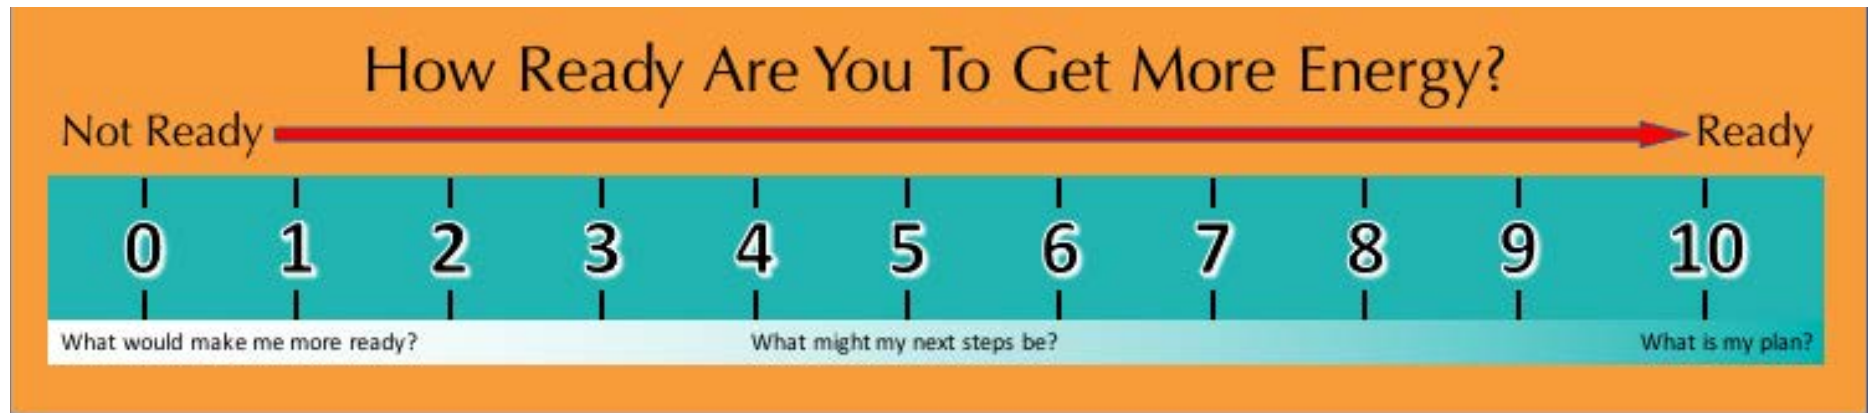 How Ready Are You To Get More Energy?
Not Ready Ready
0 1 2 3 4 5 6 7 8 9 10
What would make me more ready? What might my next steps be? What is my plan?